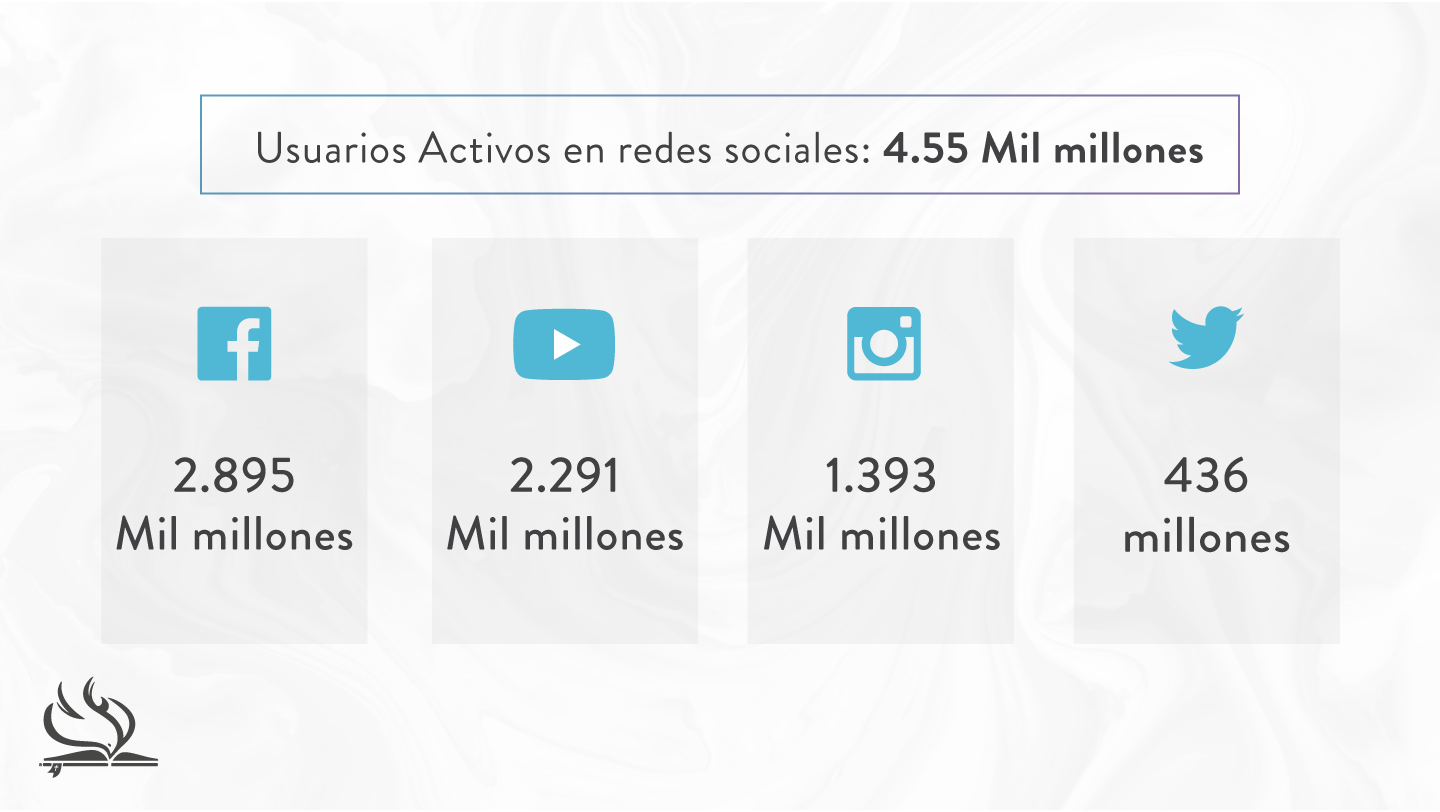 Usuarios Activos en redes sociales: 4.55 Mil millones
2.895
Mil millones
2.291
Mil millones
1.393
Mil millones
436
millones